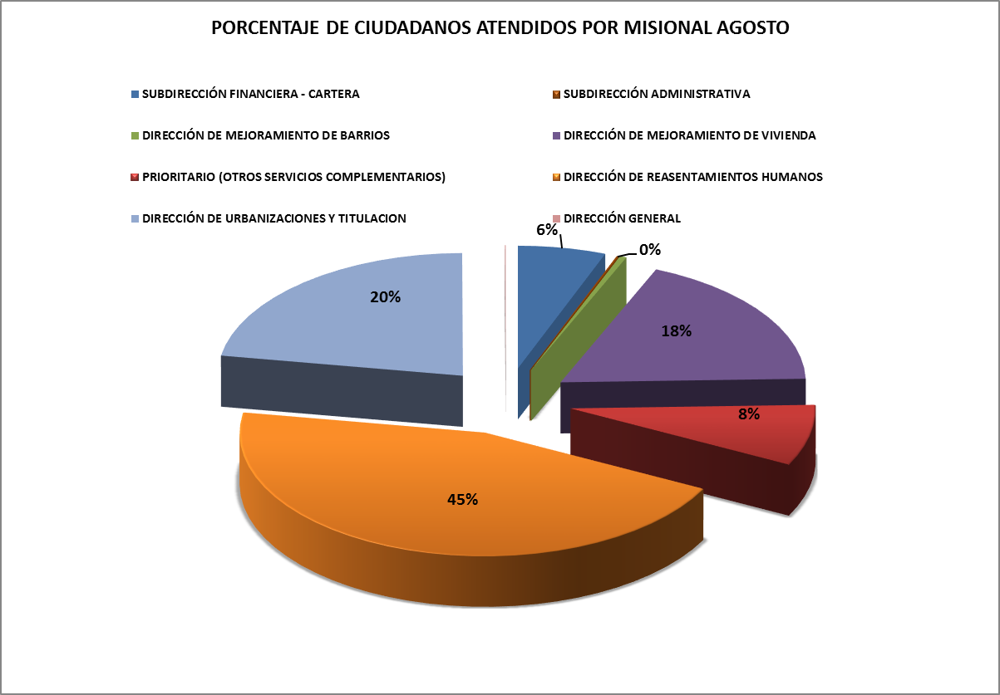 PORCENTAJE DE CIUDADANOS ATENDIDOS POR MISIONAL AGOSTO
SUBDIRECCIÓN FINANCIERA - CARTERA
SUBDIRECCIÓN ADMINISTRATIVA
DIRECCIÓN DE MEJORAMIENTO DE BARRIOS
DIRECCIÓN DE MEJORAMIENTO DE VIVIENDA
PRIORITARIO (OTROS SERVICIOS COMPLEMENTARIOS)
DIRECCIÓN DE REASENTAMIENTOS HUMANOS
DIRECCIÓN DE URBANIZACIONES Y TITULACION
DIRECCIÓN GENERAL
6%
0%
20%
18%
8%
45%